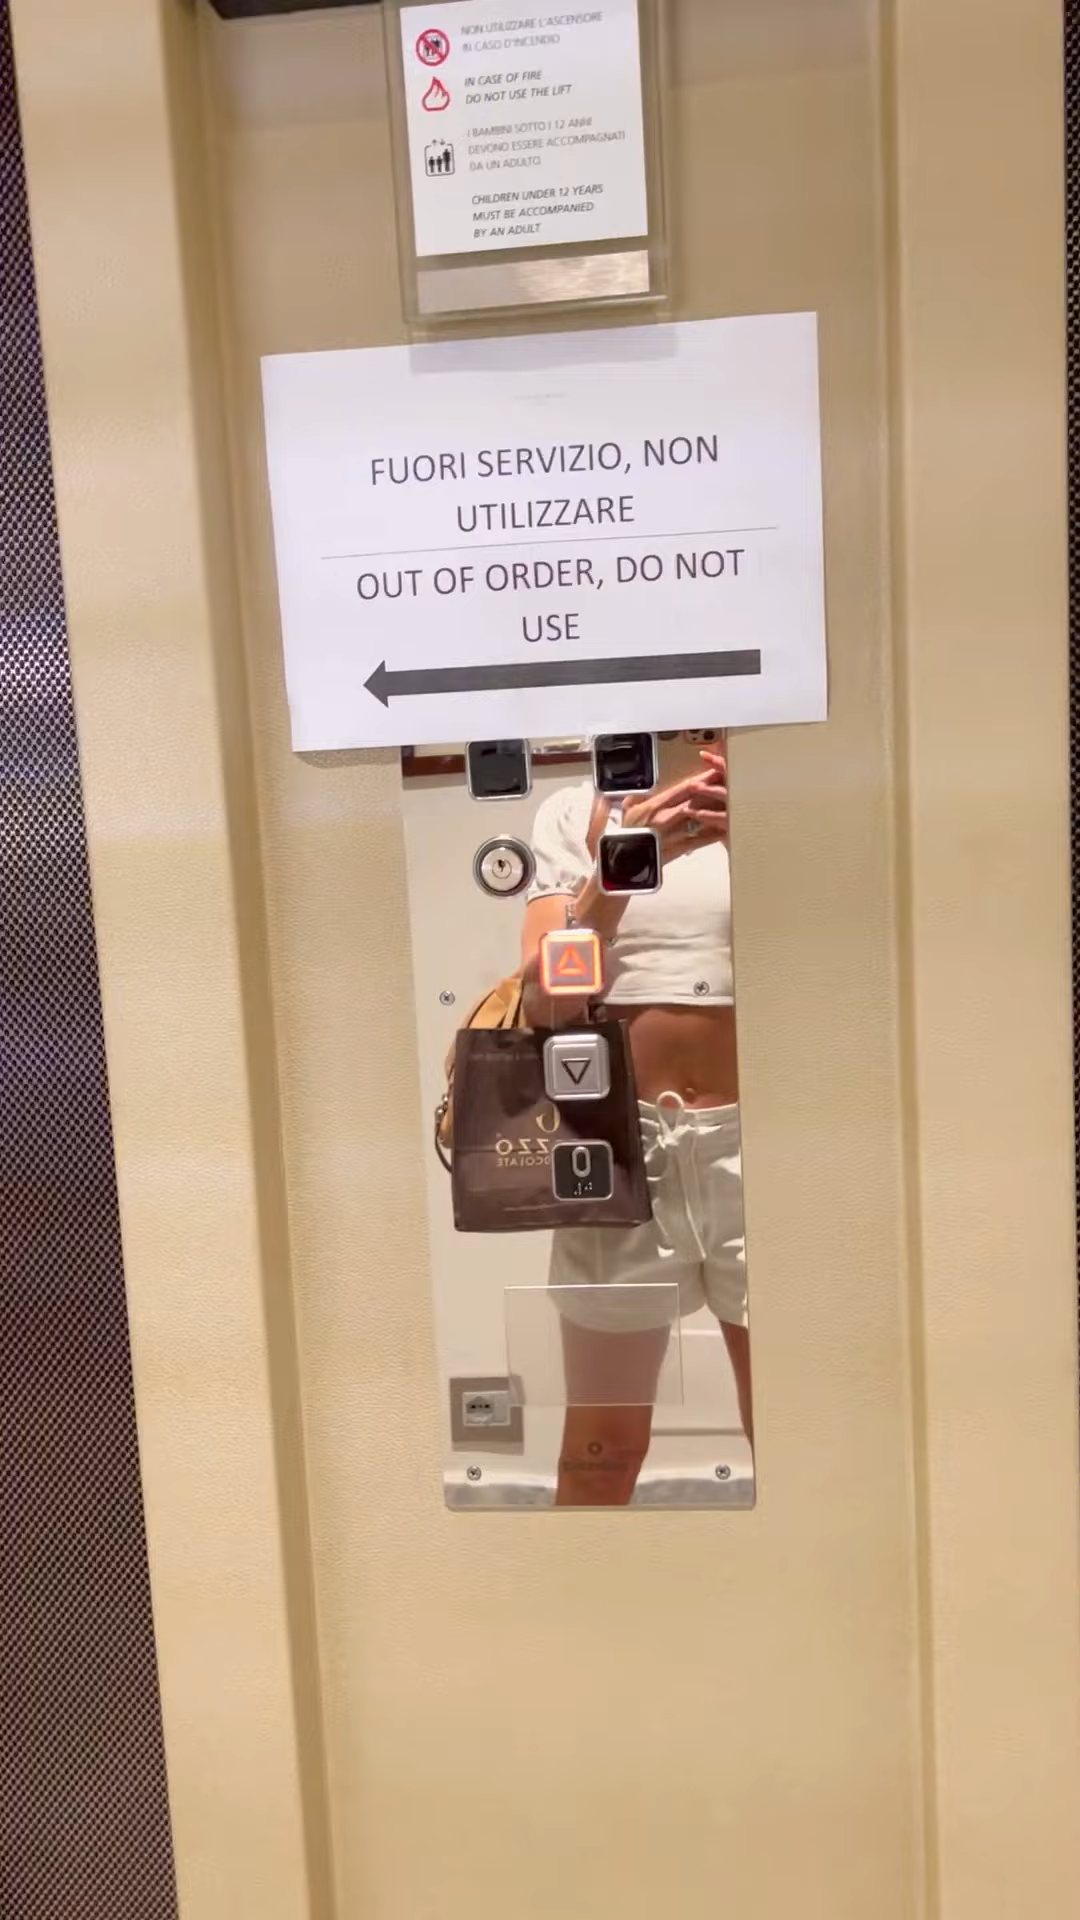 NON UTILIZZARE L'ASCENSORE
IN CASO D'INCENDIO
IN CASE OF FIRE
DO NOT USE THE LIFT
I BAMBINI SOTTO I 12 ANNI
DEVONO ESSERE ACCOMPAGNATI
DA UN ADULTO
CHILDREN UNDER 12 YEARS
MUST BE ACCOMPANIED
BY AN ADULT
FUORI SERVIZIO, NON
UTILIZZARE
OUT OF ORDER, DO NOT
USE
ZZO
OCOLATE
0